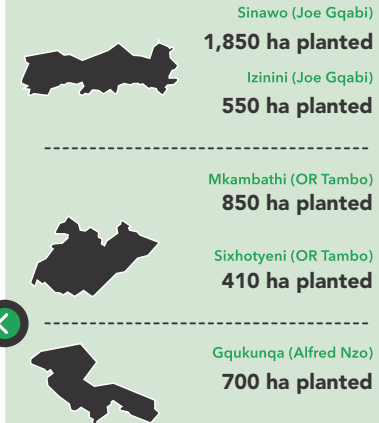 Sinawo (Joe Gqabi)
1,850 ha planted
Izinini (Joe Gqabi)
550 ha planted
Mkambathi (OR Tambo)
850 ha planted
Sixhotyeni (OR Tambo)
410 ha planted
Gqukunqa (Alfred Nzo)
700 ha planted